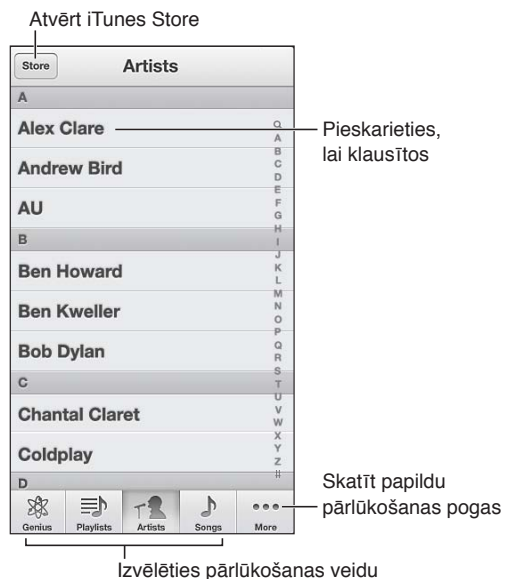 Atvērt iTunes Store
Store
Artists
A
Alex Clare
Pieskarieties,
lai klausītos
Andrew Bird
AU
B
Ben Howard
Ben Kweller
Bob Dylan
C
Chantal Claret
Coldplay
D
A
B
C
D
E
F
G
H
I
J
K
L
M
N
O
P
Q
R
S
T
U
V
W
X
Y
Z
#
Genius
Playlists
Artists
Songs
More
Skatīt papildu
pārlūkošanas pogas
Izvēlēties pārlūkošanas veidu